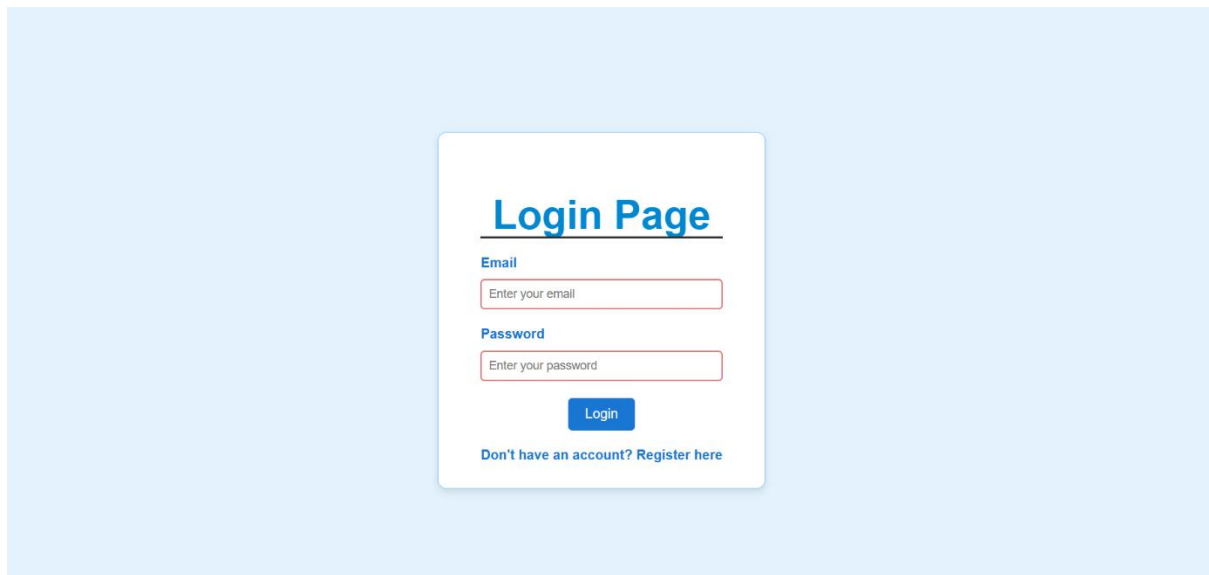 Login Page
Email
Enter your email
Password
Enter your password
Login
Don't have an account? Register here